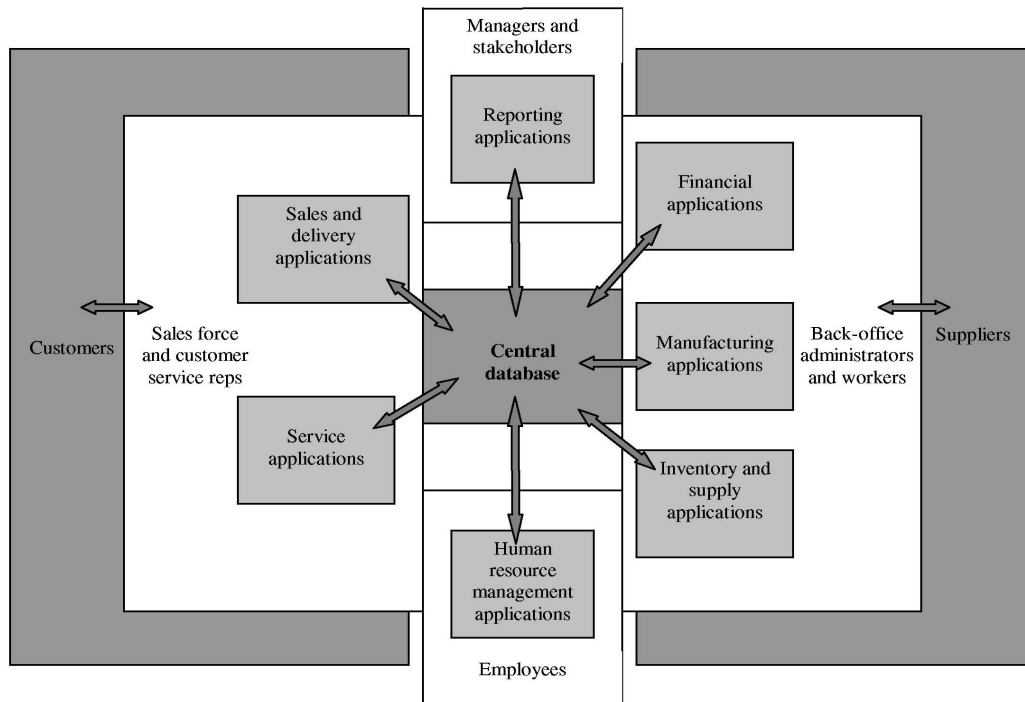 Managers and
stakeholders
Reporting
applications
Financial
applications
Sales and
delivery
applications
Customers
Sales force
and customer
service reps
Central
database
Manufacturing
applications
Back-office
administrators
and workers
Suppliers
Service
applications
Inventory and
supply
applications
Human
resource
management
applications
Employees